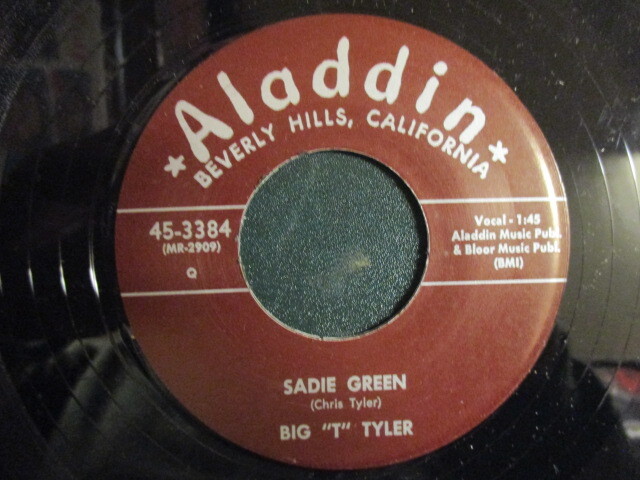 ★Aladdin★
BEVERLY HILLS, CALIFORNIA
45-3384
(MR-2909)
Q
Vocal - 1:45
Aladdin Music Publ.
& Bloor Music Publ.
(BMI)
SADIE GREEN
(Chris Tyler)
BIG "T" TYLER